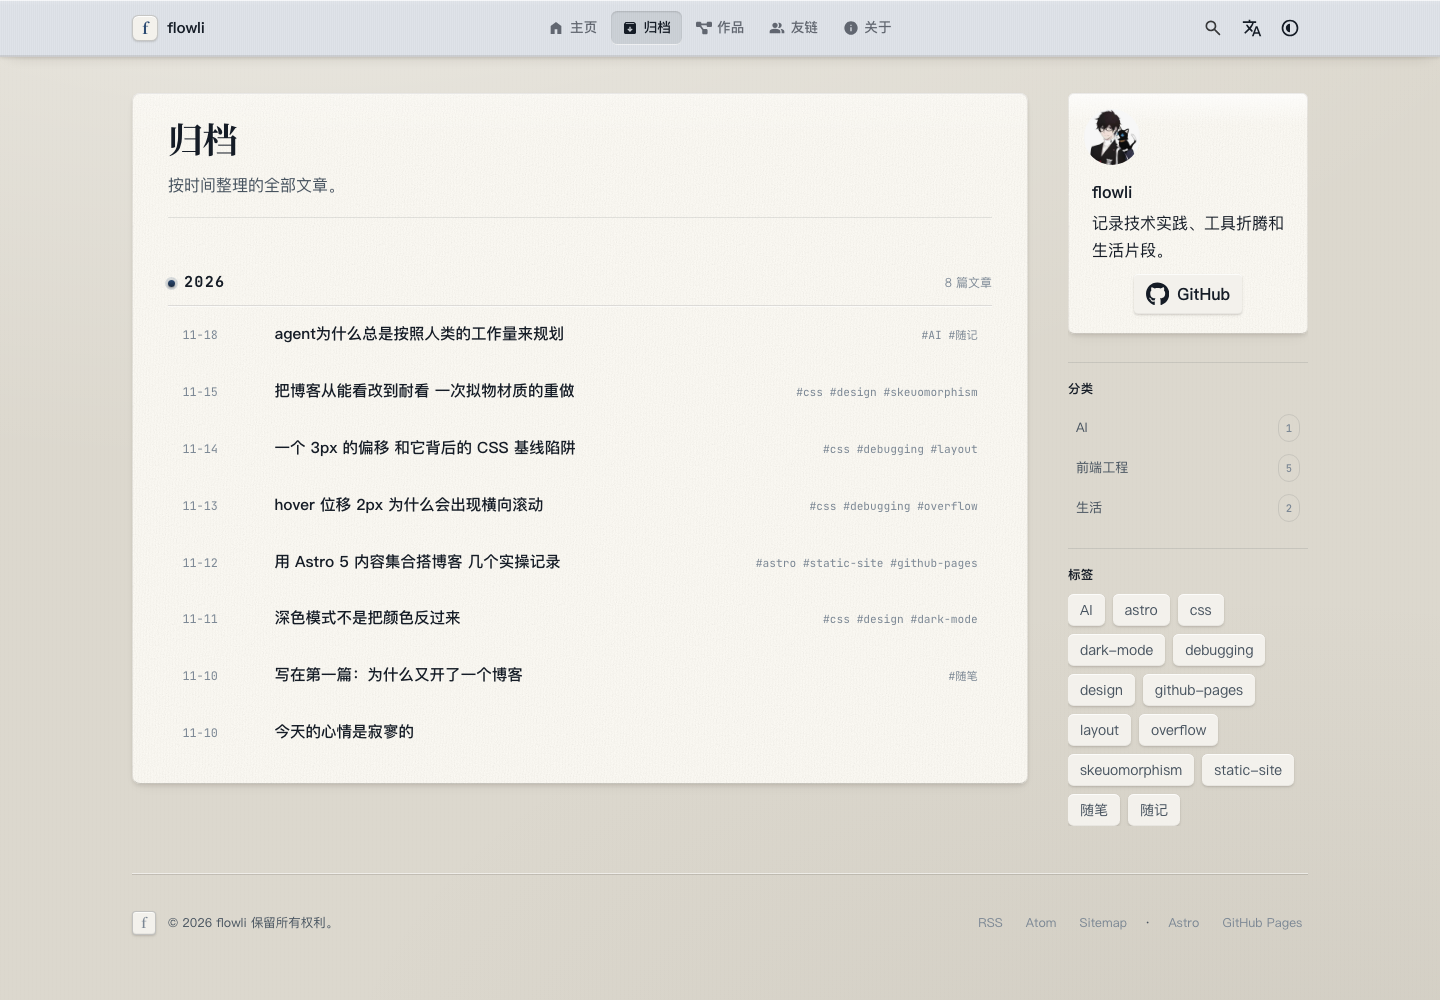 f flowli 主页 归档 作品 友链 关于
归档
按时间整理的全部文章。
2026 8 篇文章
11-18 agent为什么总是按照人类的工作量来规划 #AI #随记
11-15 把博客从能看改到耐看 一次拟物材质的重做 #css #design #skeuomorphism
11-14 一个 3px 的偏移 和它背后的 CSS 基线陷阱 #css #debugging #layout
11-13 hover 位移 2px 为什么会出现横向滚动 #css #debugging #overflow
11-12 用 Astro 5 内容集合搭博客 几个实操记录 #astro #static-site #github-pages
11-11 深色模式不是把颜色反过来 #css #design #dark-mode
11-10 写在第一篇：为什么又开了一个博客 #随笔
11-10 今天的心情是寂寥的
flowli
记录技术实践、工具折腾和
生活片段。
GitHub
分类
AI 1
前端工程 5
生活 2
标签
AI astro css
dark-mode debugging
design github-pages
layout overflow
skeuomorphism static-site
随笔 随记
f © 2026 flowli 保留所有权利。 RSS Atom Sitemap · Astro GitHub Pages